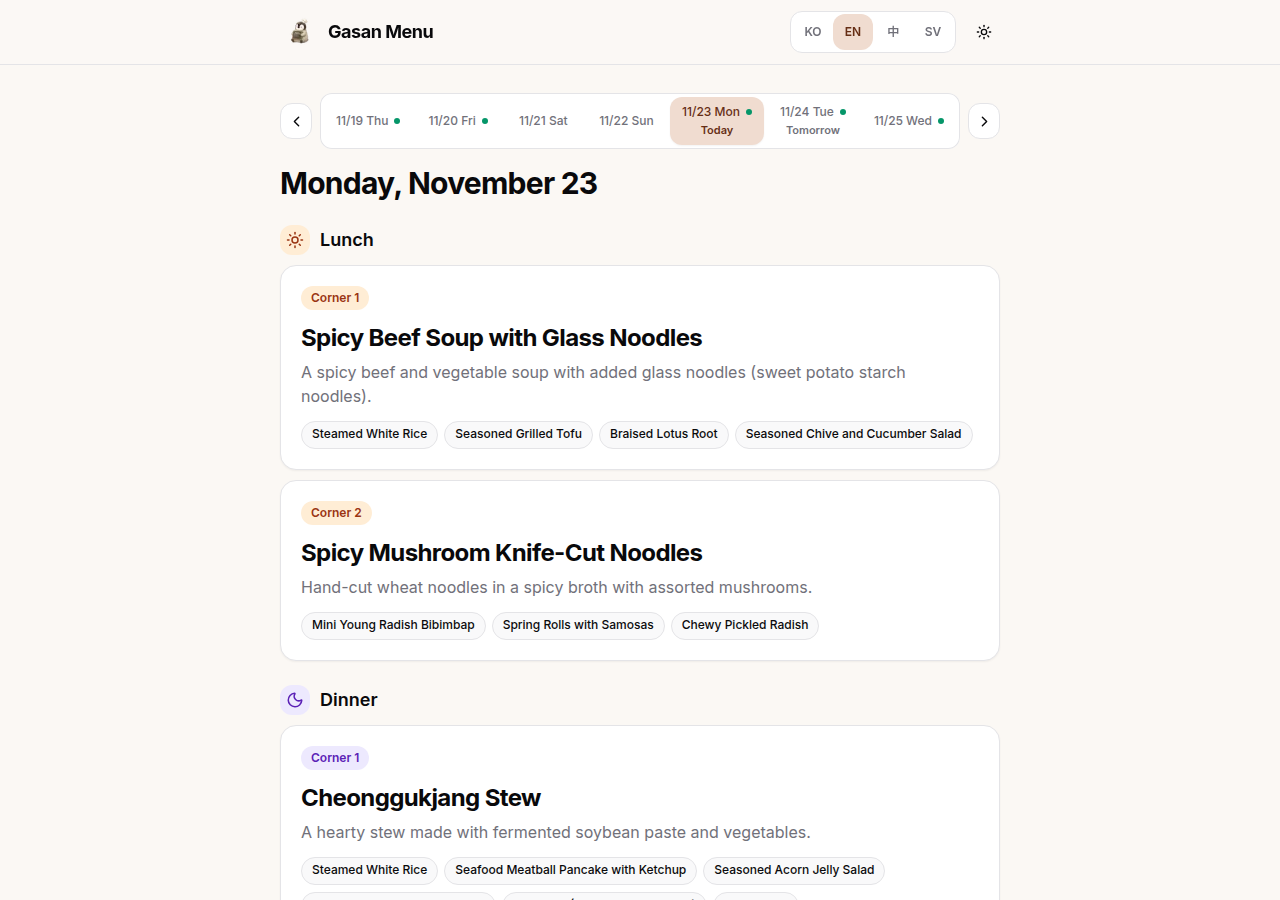 Gasan Menu
KO EN 中 SV
11/19 Thu
11/20 Fri
11/21 Sat
11/22 Sun
11/23 Mon
Today
11/24 Tue
Tomorrow
11/25 Wed
Monday, November 23
Lunch
Corner 1
Spicy Beef Soup with Glass Noodles
A spicy beef and vegetable soup with added glass noodles (sweet potato starch
noodles).
Steamed White Rice Seasoned Grilled Tofu Braised Lotus Root Seasoned Chive and Cucumber Salad
Corner 2
Spicy Mushroom Knife-Cut Noodles
Hand-cut wheat noodles in a spicy broth with assorted mushrooms.
Mini Young Radish Bibimbap Spring Rolls with Samosas Chewy Pickled Radish
Dinner
Corner 1
Cheonggukjang Stew
A hearty stew made with fermented soybean paste and vegetables.
Steamed White Rice Seafood Meatball Pancake with Ketchup Seasoned Acorn Jelly Salad